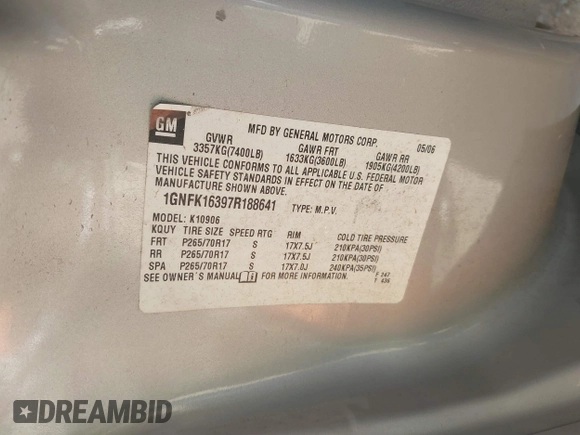 GM
MFD BY GENERAL MOTORS CORP. 05/06
GVWR GAWR FRT GAWR RR
3357KG(7400LB) 1633KG(3600LB) 1905KG(4200LB)
THIS VEHICLE CONFORMS TO ALL APPLICABLE U.S. FEDERAL MOTOR
VEHICLE SAFETY STANDARDS IN EFFECT ON THE DATE OF
MANUFACTURE SHOWN ABOVE.
1GNFK16397R188641 TYPE: M.P.V.
MODEL: K10906
KQUY TIRE SIZE SPEED RTG RIM COLD TIRE PRESSURE
FRT P265/70R17 S 17X7.5J 210KPA(30PSI)
RR P265/70R17 S 17X7.5J 210KPA(30PSI)
SPA P265/70R17 S 17X7.0J 240KPA(35PSI)
SEE OWNER'S MANUAL FOR MORE INFORMATION.
DREAMBID